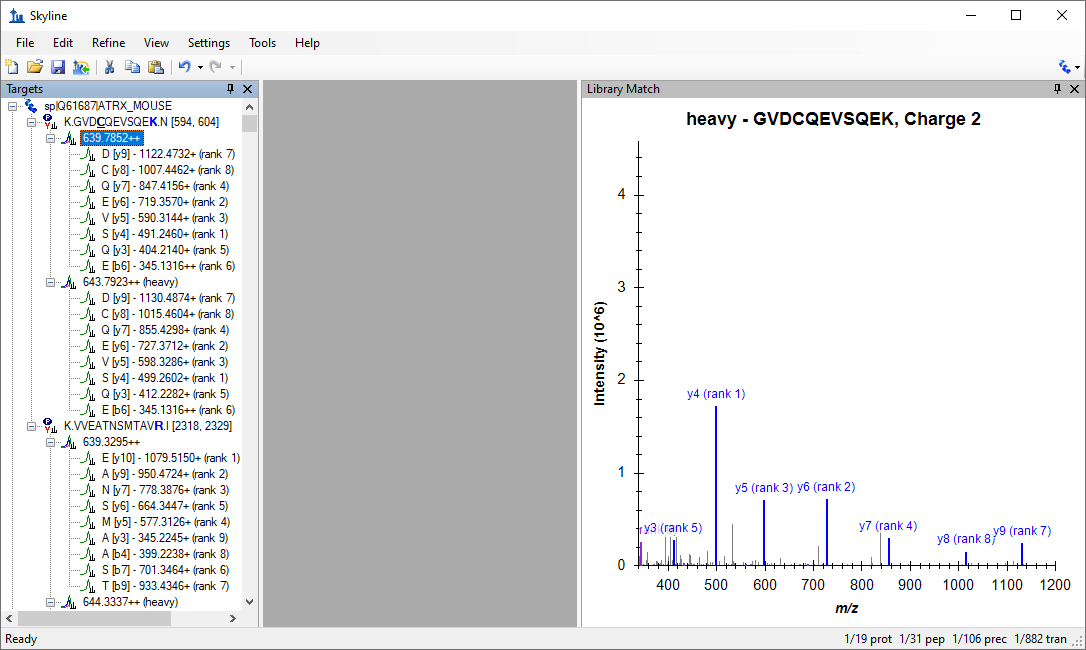 Skyline
File Edit Refine View Settings Tools Help
Targets
sp|Q61687|ATRX_MOUSE
K.GVDCQEVSQEK.N [594, 604]
639.7852++
D [y9] - 1122.4732+ (rank 7)
C [y8] - 1007.4462+ (rank 8)
Q [y7] - 847.4156+ (rank 4)
E [y6] - 719.3570+ (rank 2)
V [y5] - 590.3144+ (rank 3)
S [y4] - 491.2460+ (rank 1)
Q [y3] - 404.2140+ (rank 5)
E [b6] - 345.1316++ (rank 6)
643.7923++ (heavy)
D [y9] - 1130.4874+ (rank 7)
C [y8] - 1015.4604+ (rank 8)
Q [y7] - 855.4298+ (rank 4)
E [y6] - 727.3712+ (rank 2)
V [y5] - 598.3286+ (rank 3)
S [y4] - 499.2602+ (rank 1)
Q [y3] - 412.2282+ (rank 5)
E [b6] - 345.1316++ (rank 6)
K.VVEATNSMTAVR.I [2318, 2329]
639.3295++
E [y10] - 1079.5150+ (rank 1)
A [y9] - 950.4724+ (rank 2)
N [y7] - 778.3876+ (rank 3)
S [y6] - 664.3447+ (rank 5)
M [y5] - 577.3126+ (rank 4)
A [y3] - 345.2245+ (rank 9)
A [b4] - 399.2238+ (rank 8)
S [b7] - 701.3464+ (rank 6)
T [b9] - 933.4346+ (rank 7)
644.3337++ (heavy)
Library Match
heavy - GVDCQEVSQEK, Charge 2
Intensity (10^6)
4
3
2
1
0
y4 (rank 1)
y5 (rank 3) y6 (rank 2)
y3 (rank 5) y7 (rank 4) y8 (rank 8) y9 (rank 7)
400 500 600 700 800 900 1000 1100 1200
m/z
Ready
1/19 prot 1/31 pep 1/106 prec 1/882 tran